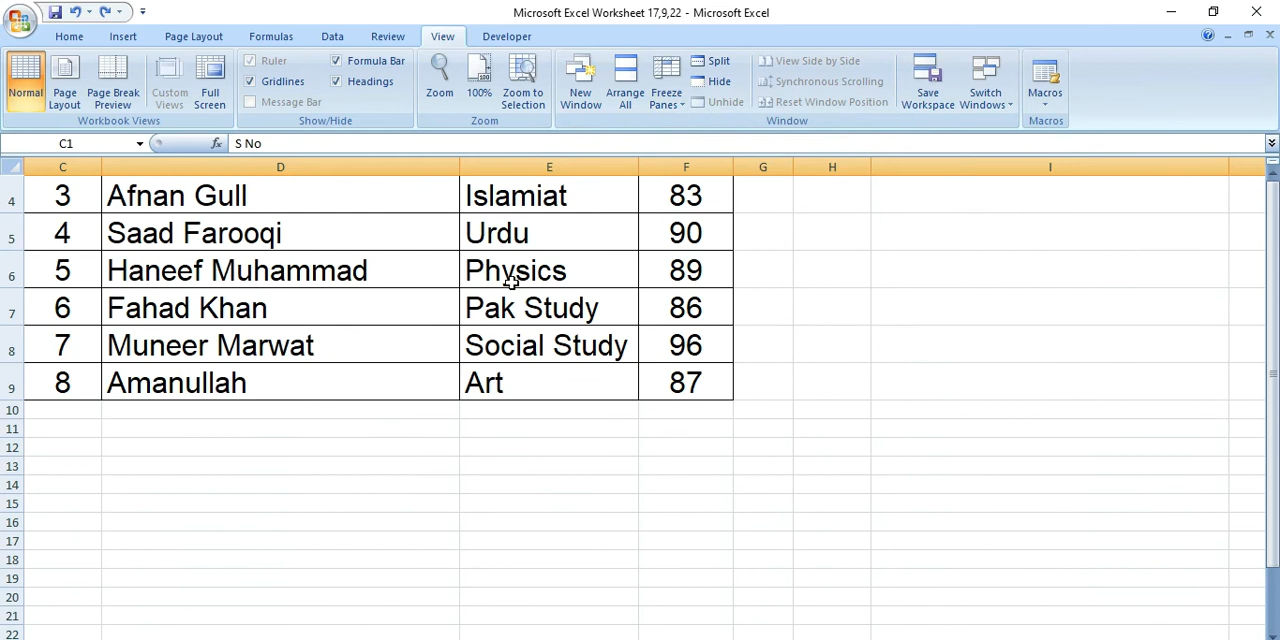 Microsoft Excel Worksheet 17,9,22 - Microsoft Excel
Home Insert Page Layout Formulas Data Review View Developer
Normal
Page Layout
Page Break Preview
Custom Views
Full Screen
Workbook Views
Ruler
Gridlines
Message Bar
Formula Bar
Headings
Show/Hide
Zoom
100%
Zoom to Selection
Zoom
New Window
Arrange All
Freeze Panes
Split
Hide
Unhide
View Side by Side
Synchronous Scrolling
Reset Window Position
Save Workspace
Switch Windows
Window
Macros
Macros
C1 fx S No
C D E F G H I
4 3 Afnan Gull Islamiat 83
5 4 Saad Farooqi Urdu 90
6 5 Haneef Muhammad Physics 89
7 6 Fahad Khan Pak Study 86
8 7 Muneer Marwat Social Study 96
9 8 Amanullah Art 87
10
11
12
13
14
15
16
17
18
19
20
21
22